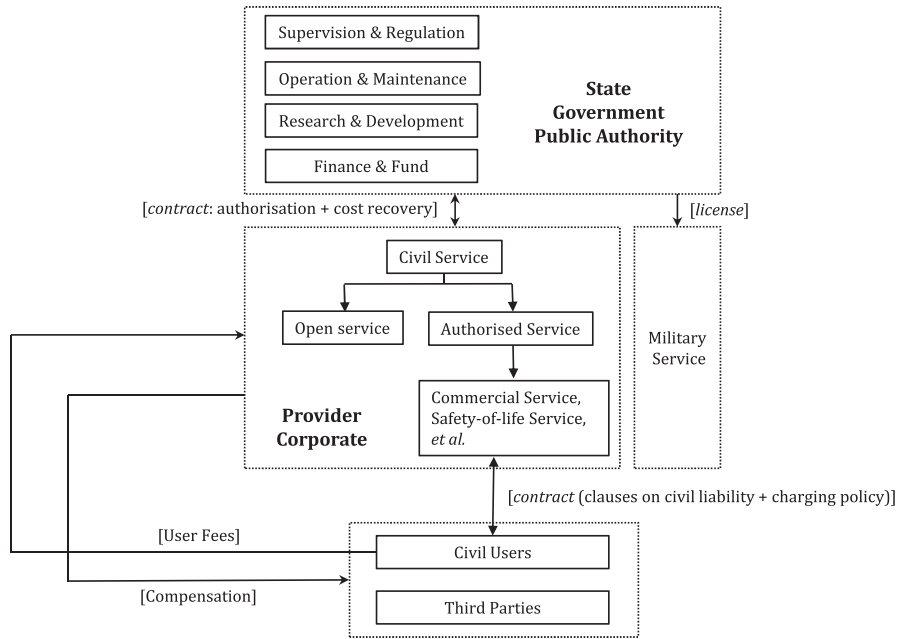 Supervision & Regulation
Operation & Maintenance
Research & Development
Finance & Fund
State
Government
Public Authority
[contract: authorisation + cost recovery]
[license]
Civil Service
Open service
Authorised Service
Commercial Service,
Safety-of-life Service,
et al.
Provider
Corporate
Military
Service
[contract (clauses on civil liability + charging policy)]
[User Fees]
[Compensation]
Civil Users
Third Parties